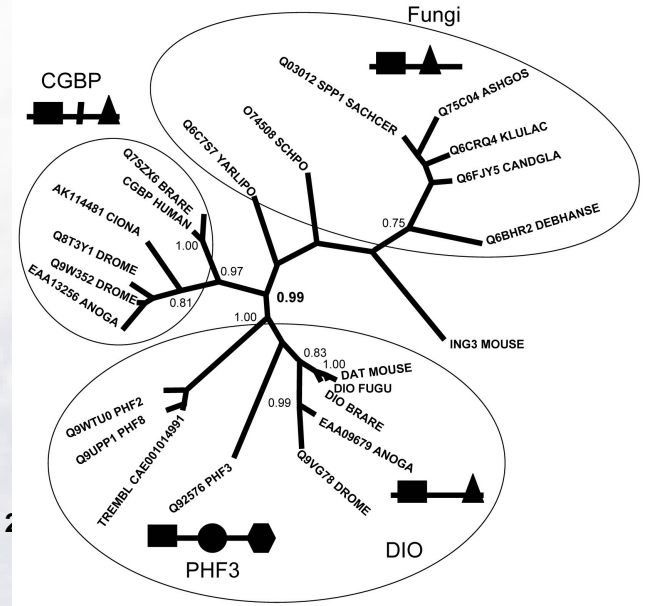 Fungi
CGBP
Q03012 SPP1 SACHCER
Q75C04 ASHGOS
Q6CRQ4 KLULAC
Q6FJY5 CANDGLA
Q6C7S7 YARLIPO
O74508 SCHPO
0.75
Q6BHR2 DEBHANSE
Q7SZX6 BRARE
CGBP HUMAN
AK114481 CIONA
1.00
Q8T3Y1 DROME
Q9W352 DROME
EAA13256 ANOGA
0.97
0.81
0.99
1.00
ING3 MOUSE
0.83
1.00
DAT MOUSE
DIO FUGU
DIO BRARE
0.99
EAA09679 ANOGA
Q9VG78 DROME
Q9WTU0 PHF2
Q9UPP1 PHF8
TREMBL CAE001014991
Q92576 PHF3
PHF3
DIO